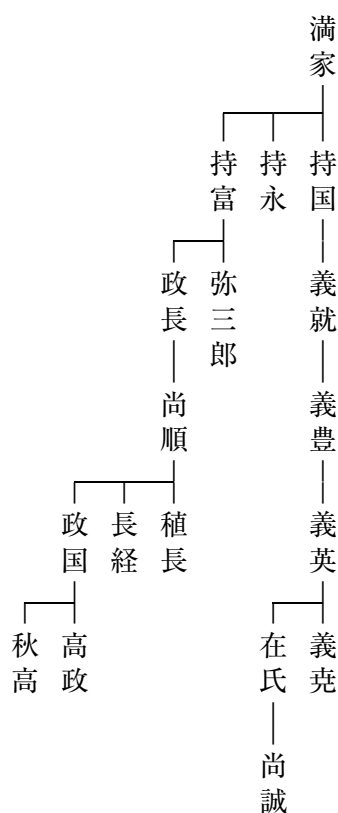 満家
持国
持永
持富
義就
弥三郎
政長
義豊
尚順
義英
稙長
長経
政国
義堯
在氏
高政
秋高
尚誠